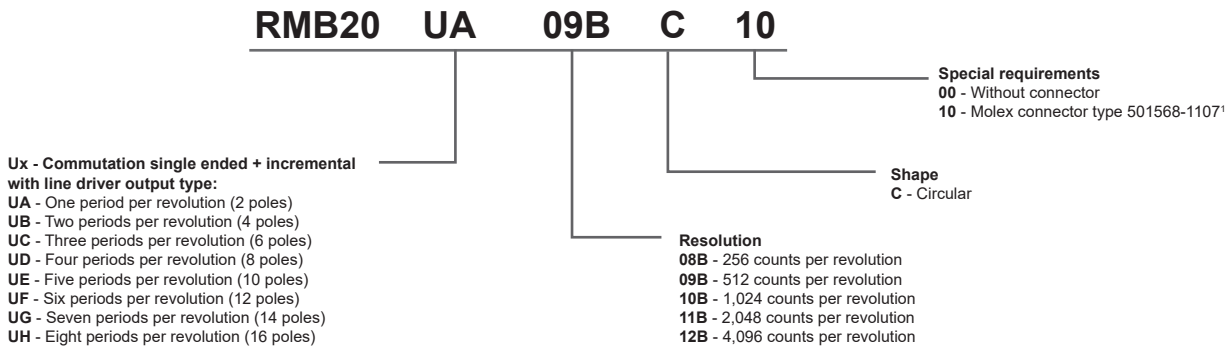 RMB20 UA 09B C 10
Special requirements
00 - Without connector
10 - Molex connector type 501568-1107¹
Ux - Commutation single ended + incremental
with line driver output type:
UA - One period per revolution (2 poles)
UB - Two periods per revolution (4 poles)
UC - Three periods per revolution (6 poles)
UD - Four periods per revolution (8 poles)
UE - Five periods per revolution (10 poles)
UF - Six periods per revolution (12 poles)
UG - Seven periods per revolution (14 poles)
UH - Eight periods per revolution (16 poles)
Shape
C - Circular
Resolution
08B - 256 counts per revolution
09B - 512 counts per revolution
10B - 1,024 counts per revolution
11B - 2,048 counts per revolution
12B - 4,096 counts per revolution